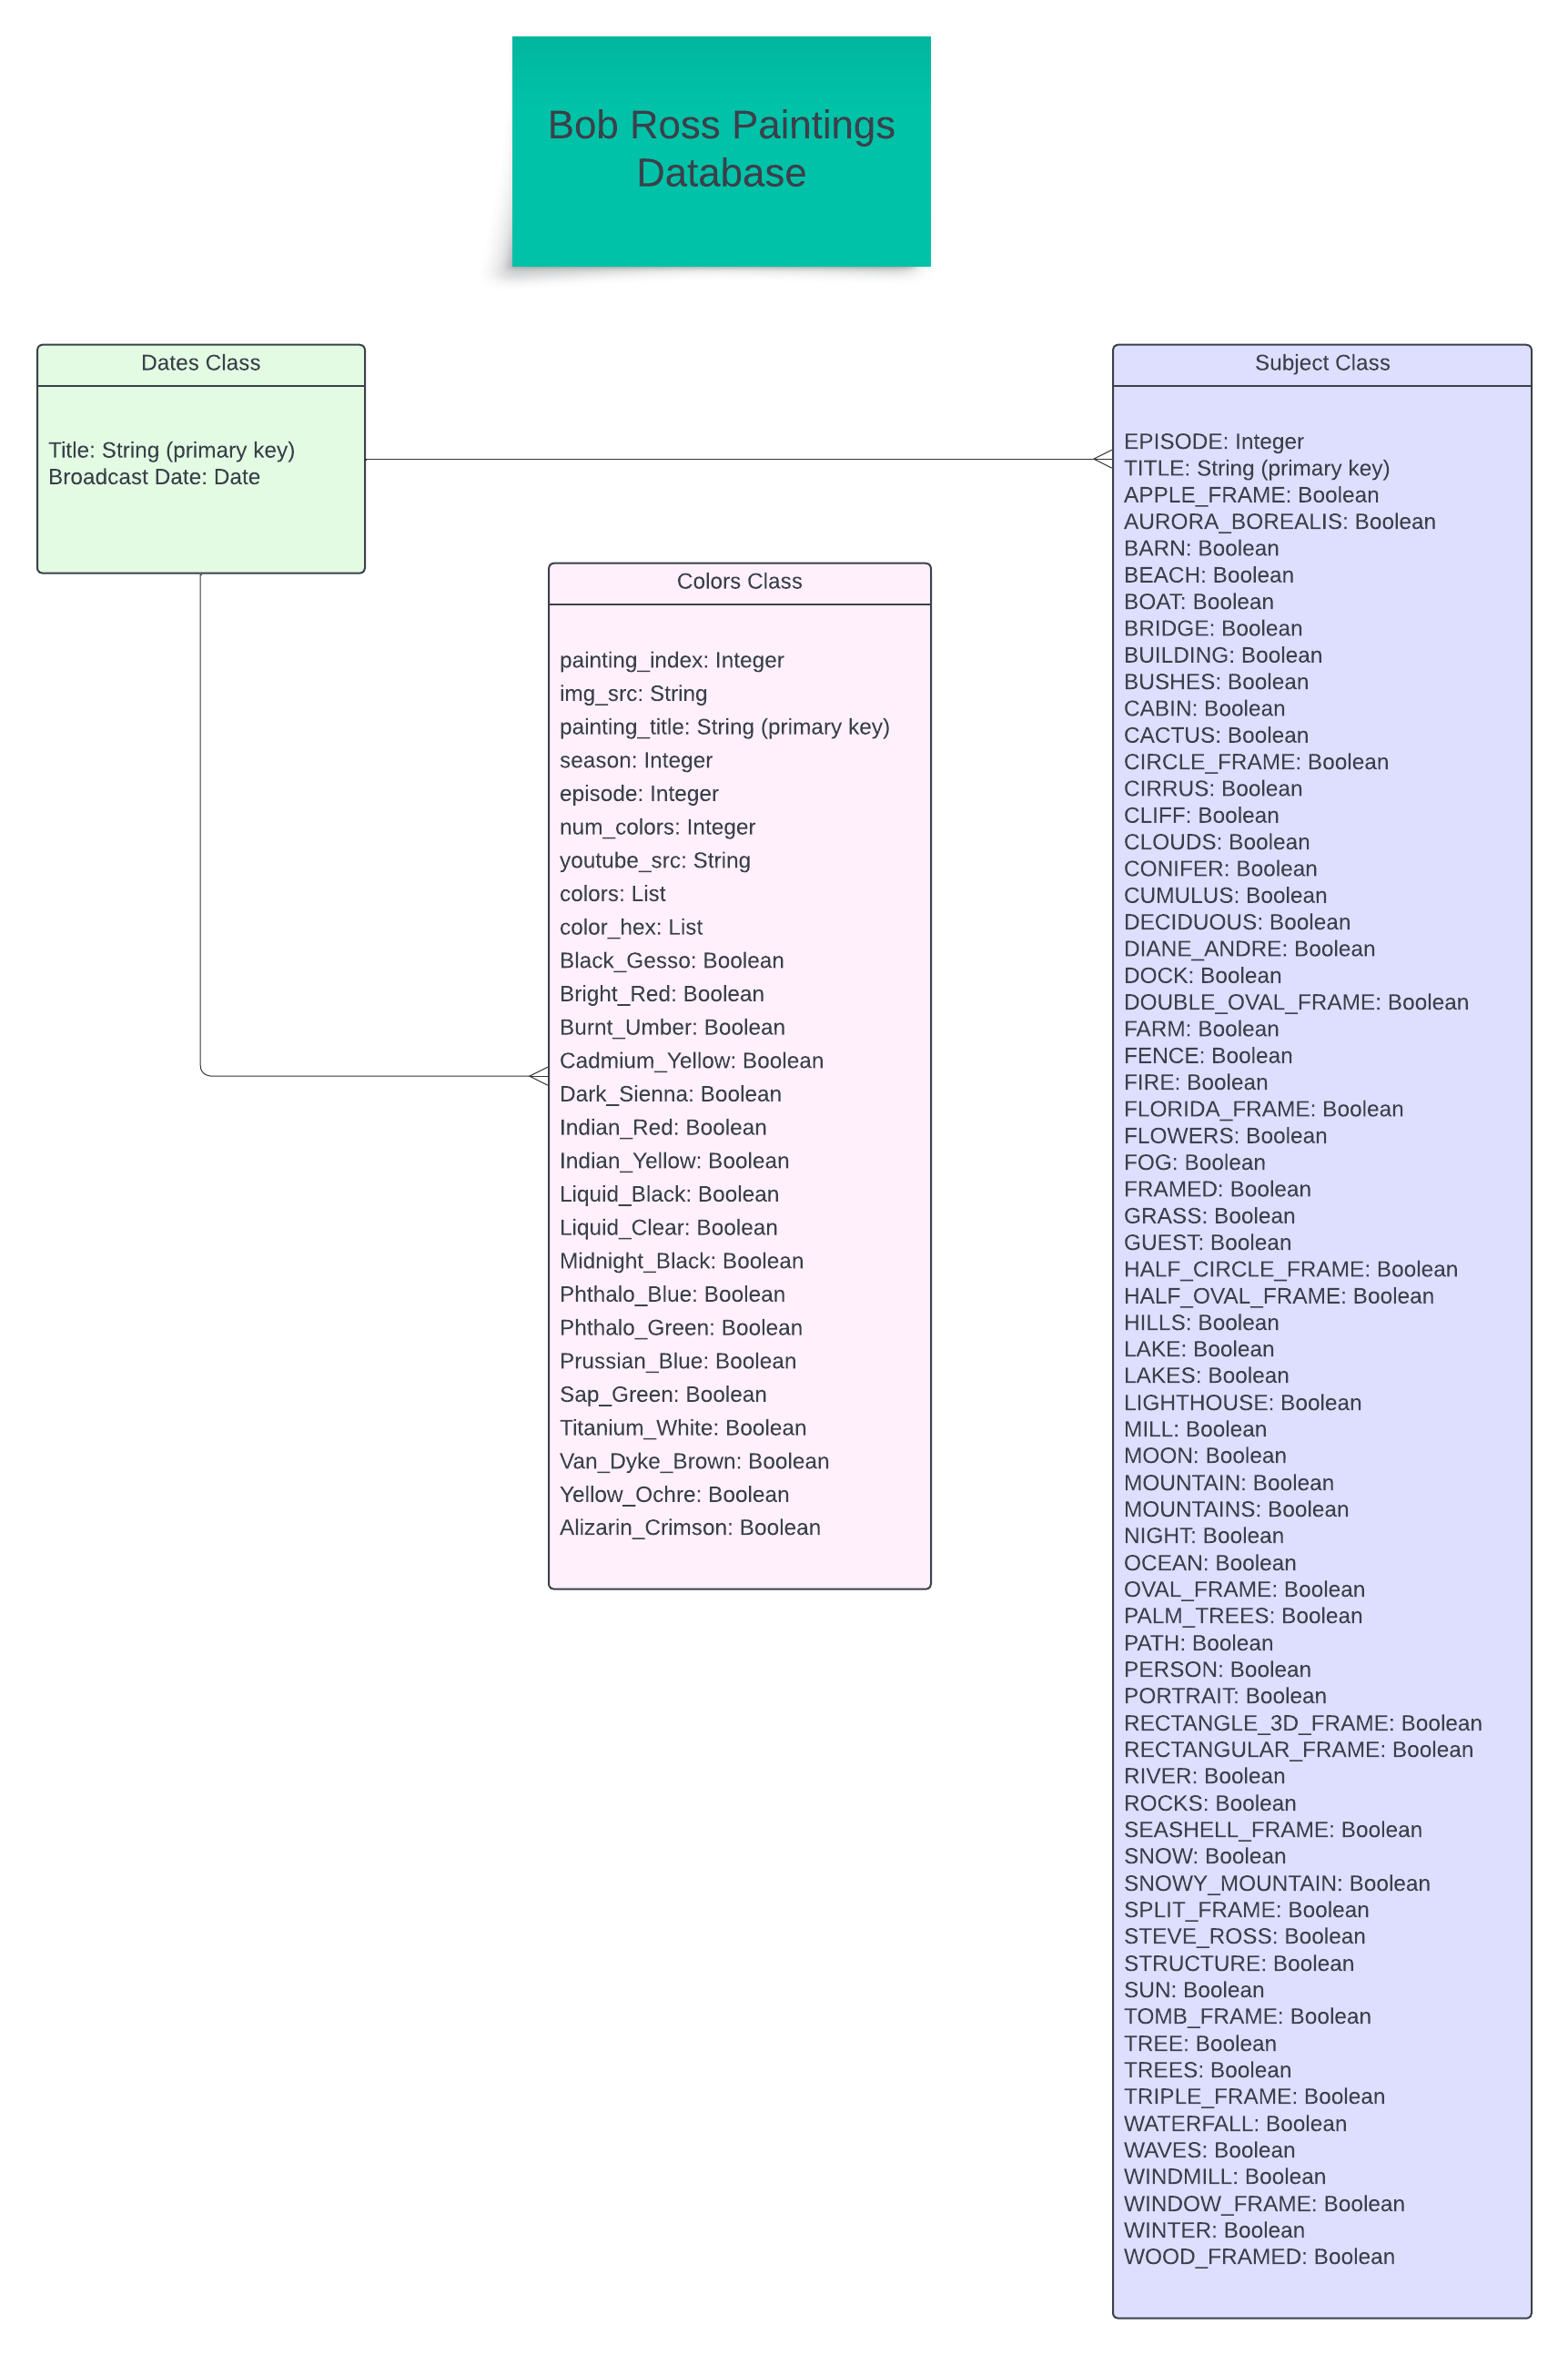 Bob Ross Paintings
Database
Dates Class
Title: String (primary key)
Broadcast Date: Date
Colors Class
painting_index: Integer
img_src: String
painting_title: String (primary key)
season: Integer
episode: Integer
num_colors: Integer
youtube_src: String
colors: List
color_hex: List
Black_Gesso: Boolean
Bright_Red: Boolean
Burnt_Umber: Boolean
Cadmium_Yellow: Boolean
Dark_Sienna: Boolean
Indian_Red: Boolean
Indian_Yellow: Boolean
Liquid_Black: Boolean
Liquid_Clear: Boolean
Midnight_Black: Boolean
Phthalo_Blue: Boolean
Phthalo_Green: Boolean
Prussian_Blue: Boolean
Sap_Green: Boolean
Titanium_White: Boolean
Van_Dyke_Brown: Boolean
Yellow_Ochre: Boolean
Alizarin_Crimson: Boolean
Subject Class
EPISODE: Integer
TITLE: String (primary key)
APPLE_FRAME: Boolean
AURORA_BOREALIS: Boolean
BARN: Boolean
BEACH: Boolean
BOAT: Boolean
BRIDGE: Boolean
BUILDING: Boolean
BUSHES: Boolean
CABIN: Boolean
CACTUS: Boolean
CIRCLE_FRAME: Boolean
CIRRUS: Boolean
CLIFF: Boolean
CLOUDS: Boolean
CONIFER: Boolean
CUMULUS: Boolean
DECIDUOUS: Boolean
DIANE_ANDRE: Boolean
DOCK: Boolean
DOUBLE_OVAL_FRAME: Boolean
FARM: Boolean
FENCE: Boolean
FIRE: Boolean
FLORIDA_FRAME: Boolean
FLOWERS: Boolean
FOG: Boolean
FRAMED: Boolean
GRASS: Boolean
GUEST: Boolean
HALF_CIRCLE_FRAME: Boolean
HALF_OVAL_FRAME: Boolean
HILLS: Boolean
LAKE: Boolean
LAKES: Boolean
LIGHTHOUSE: Boolean
MILL: Boolean
MOON: Boolean
MOUNTAIN: Boolean
MOUNTAINS: Boolean
NIGHT: Boolean
OCEAN: Boolean
OVAL_FRAME: Boolean
PALM_TREES: Boolean
PATH: Boolean
PERSON: Boolean
PORTRAIT: Boolean
RECTANGLE_3D_FRAME: Boolean
RECTANGULAR_FRAME: Boolean
RIVER: Boolean
ROCKS: Boolean
SEASHELL_FRAME: Boolean
SNOW: Boolean
SNOWY_MOUNTAIN: Boolean
SPLIT_FRAME: Boolean
STEVE_ROSS: Boolean
STRUCTURE: Boolean
SUN: Boolean
TOMB_FRAME: Boolean
TREE: Boolean
TREES: Boolean
TRIPLE_FRAME: Boolean
WATERFALL: Boolean
WAVES: Boolean
WINDMILL: Boolean
WINDOW_FRAME: Boolean
WINTER: Boolean
WOOD_FRAMED: Boolean